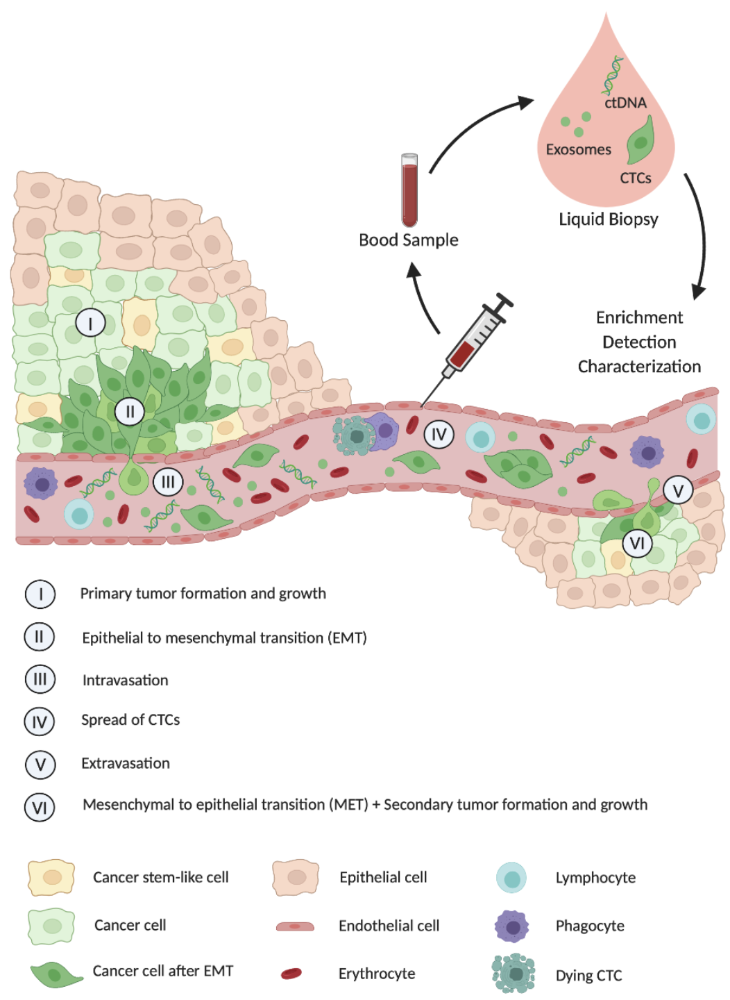 ctDNA
Exosomes
CTCs
Liquid Biopsy
Bood Sample
Enrichment
Detection
Characterization
I
II
III
IV
V
VI
I Primary tumor formation and growth
II Epithelial to mesenchymal transition (EMT)
III Intravasation
IV Spread of CTCs
V Extravasation
VI Mesenchymal to epithelial transition (MET) + Secondary tumor formation and growth
Cancer stem-like cell
Epithelial cell
Lymphocyte
Cancer cell
Endothelial cell
Phagocyte
Cancer cell after EMT
Erythrocyte
Dying CTC